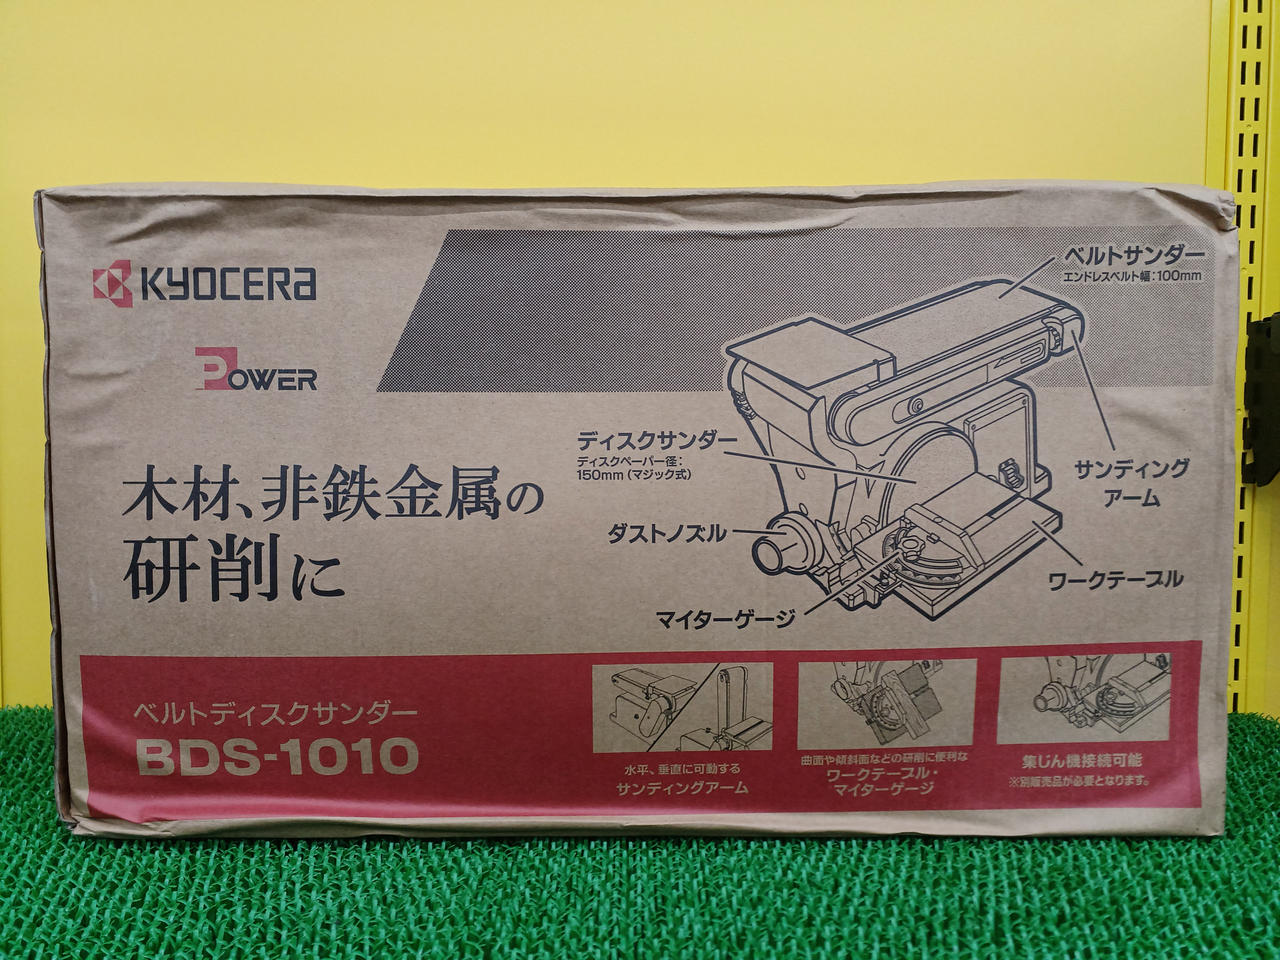 KYOCERA
POWER
木材、非鉄金属の
研削に
ベルトサンダー
エンドレスベルト幅:100mm
ディスクサンダー
ディスクペーパー径:
150mm(マジック式)
サンディング
アーム
ダストノズル
ワークテーブル
マイターゲージ
ベルトディスクサンダー
BDS-1010
水平、垂直に可動する
サンディングアーム
曲面や傾斜面などの研削に便利な
ワークテーブル・
マイターゲージ
集じん機接続可能
※別販売品が必要となります。